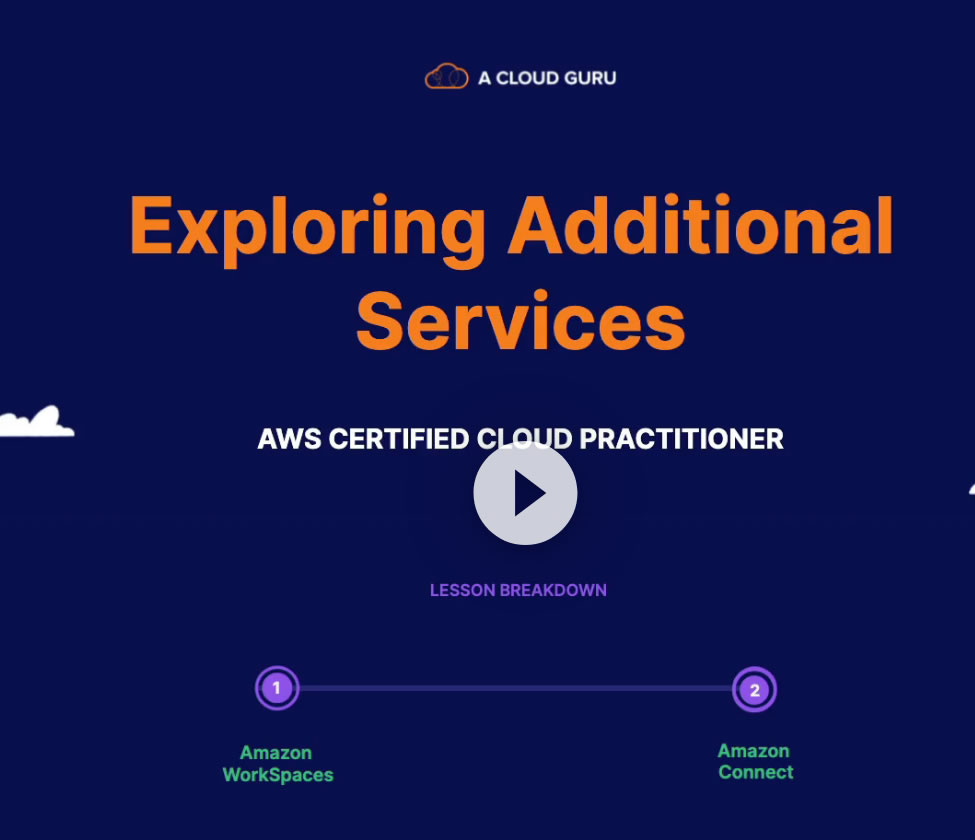 A CLOUD GURU
Exploring Additional
Services
AWS CERTIFIED CLOUD PRACTITIONER
LESSON BREAKDOWN
1
2
Amazon
WorkSpaces
Amazon
Connect